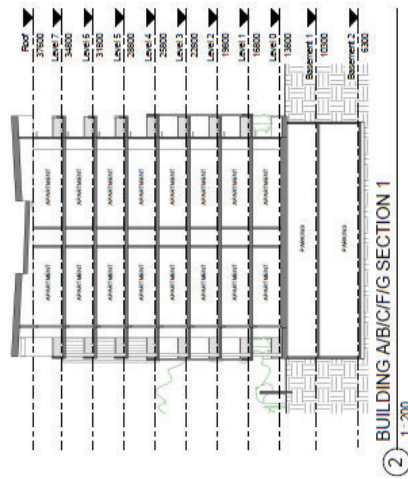 Roof
37600
Level 7
34800
Level 6
31800
Level 5
28800
Level 4
25800
Level 3
22800
Level 2
19800
Level 1
16800
Level 0
13800
Basement 1
10300
Basement 2
6300
APARTMENT APARTMENT
APARTMENT APARTMENT
APARTMENT APARTMENT
APARTMENT APARTMENT
APARTMENT APARTMENT
APARTMENT APARTMENT
APARTMENT APARTMENT
APARTMENT APARTMENT
PARKING
PARKING
2 BUILDING A/B/C/F/G SECTION 1
1 : 200